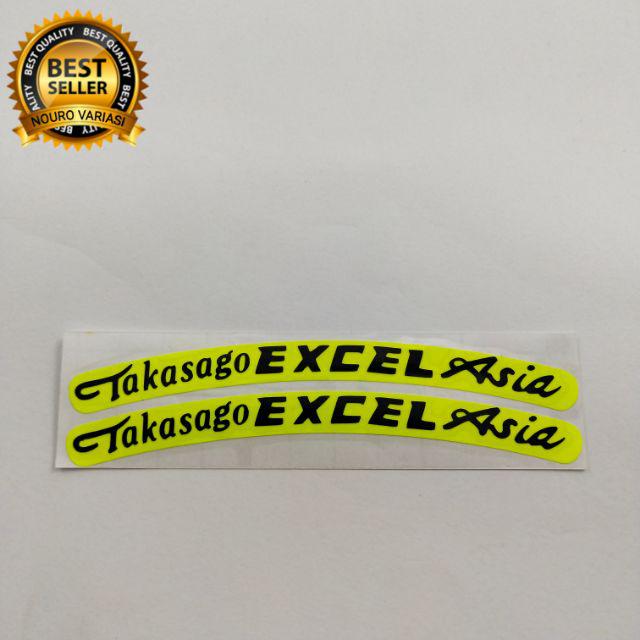 BEST QUALITY
BEST QUALITY
BEST
SELLER
NOURO VARIASI
Takasago EXCEL Asia
Takasago EXCEL Asia